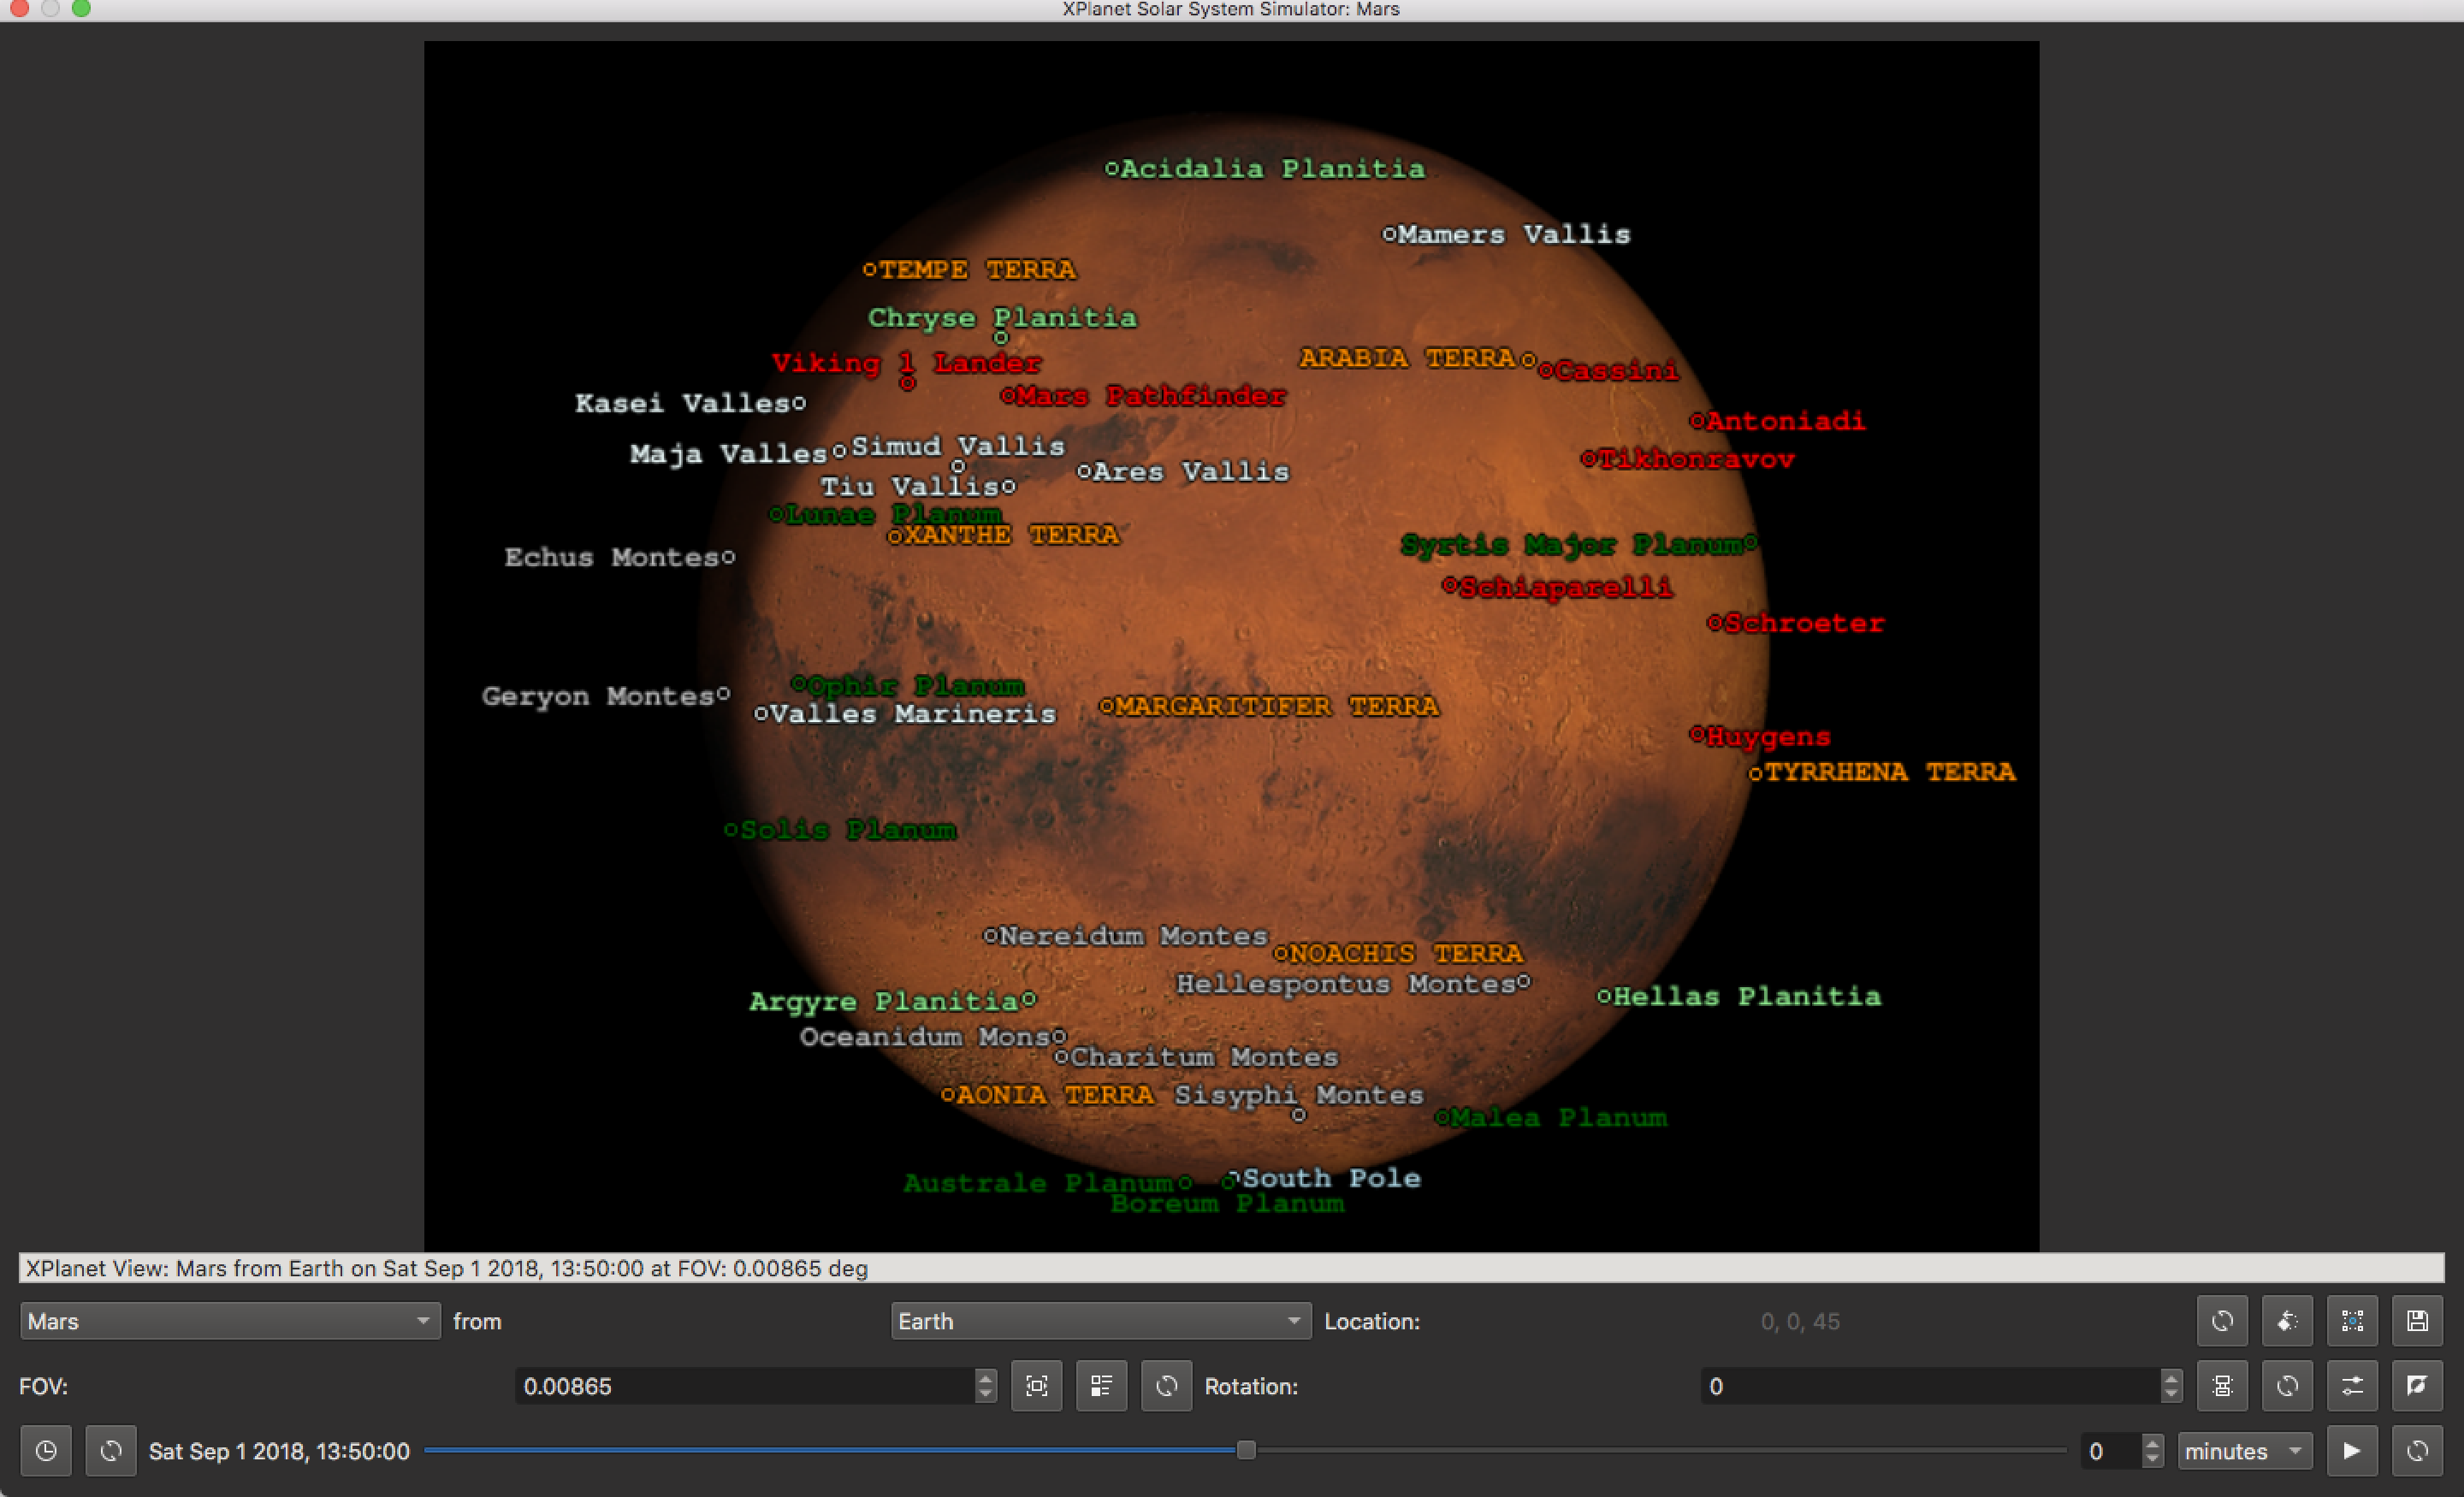 XPlanet Solar System Simulator: Mars
Acidalia Planitia
Mamers Vallis
TEMPE TERRA
Chryse Planitia
ARABIA TERRA
Viking 1 Lander
Cassini
Mars Pathfinder
Kasei Valles
Antoniadi
Simud Vallis
Maja Valles
Tikhonravov
Ares Vallis
Tiu Vallis
Lunae Planum
XANTHE TERRA
Syrtis Major Planum
Echus Montes
Schiaparelli
Schroeter
Ophir Planum
Geryon Montes
MARGARITIFER TERRA
Valles Marineris
Huygens
TYRRHENA TERRA
Solis Planum
Nereidum Montes
NOACHIS TERRA
Hellespontus Montes
Hellas Planitia
Argyre Planitia
Oceanidum Mons
Charitum Montes
AONIA TERRA
Sisyphi Montes
Malea Planum
South Pole
Australe Planum
Boreum Planum
XPlanet View: Mars from Earth on Sat Sep 1 2018, 13:50:00 at FOV: 0.00865 deg
Mars from Earth Location: 0, 0, 45
FOV: 0.00865 Rotation: 0
Sat Sep 1 2018, 13:50:00 0 minutes